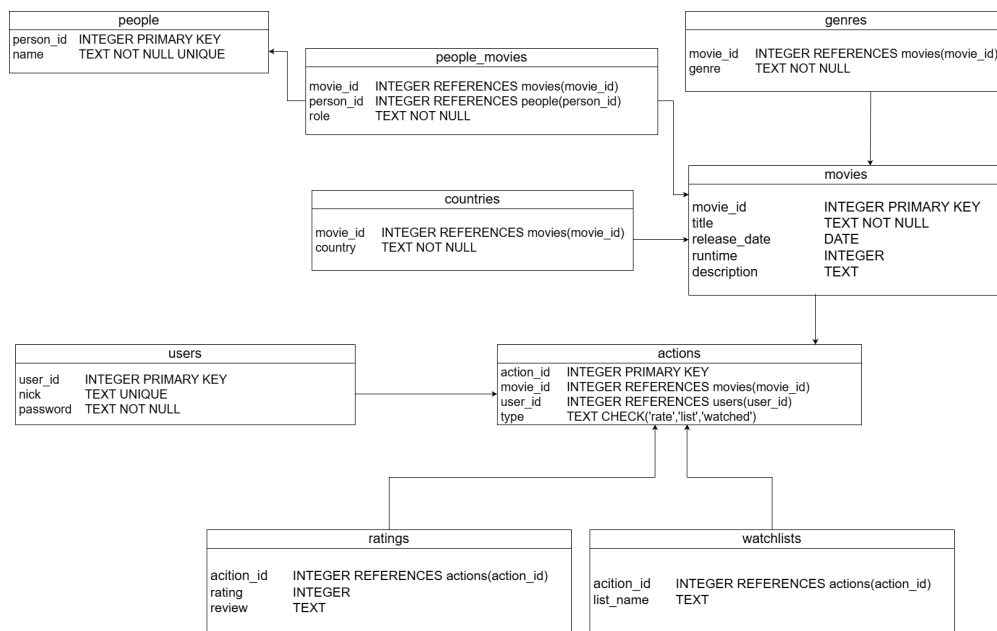 people
person_id INTEGER PRIMARY KEY
name TEXT NOT NULL UNIQUE
people_movies
movie_id INTEGER REFERENCES movies(movie_id)
person_id INTEGER REFERENCES people(person_id)
role TEXT NOT NULL
genres
movie_id INTEGER REFERENCES movies(movie_id)
genre TEXT NOT NULL
countries
movie_id INTEGER REFERENCES movies(movie_id)
country TEXT NOT NULL
movies
movie_id INTEGER PRIMARY KEY
title TEXT NOT NULL
release_date DATE
runtime INTEGER
description TEXT
users
user_id INTEGER PRIMARY KEY
nick TEXT UNIQUE
password TEXT NOT NULL
actions
action_id INTEGER PRIMARY KEY
movie_id INTEGER REFERENCES movies(movie_id)
user_id INTEGER REFERENCES users(user_id)
type TEXT CHECK('rate','list','watched')
ratings
acition_id INTEGER REFERENCES actions(action_id)
rating INTEGER
review TEXT
watchlists
acition_id INTEGER REFERENCES actions(action_id)
list_name TEXT